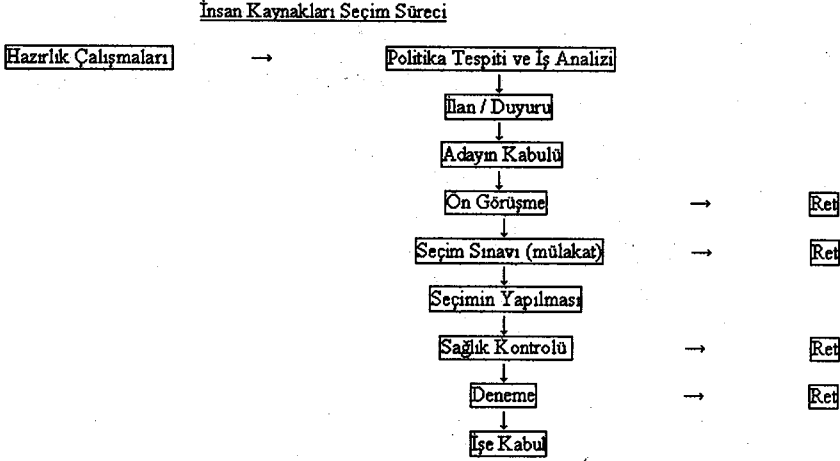 İnsan Kaynakları Seçim Süreci
Hazırlık Çalışmaları → Politika Tespiti ve İş Analizi
İlan / Duyuru
Adayın Kabulü
Ön Görüşme → Ret
Seçim Sınavı (mülakat) → Ret
Seçimin Yapılması
Sağlık Kontrolü → Ret
Deneme → Ret
İşe Kabul